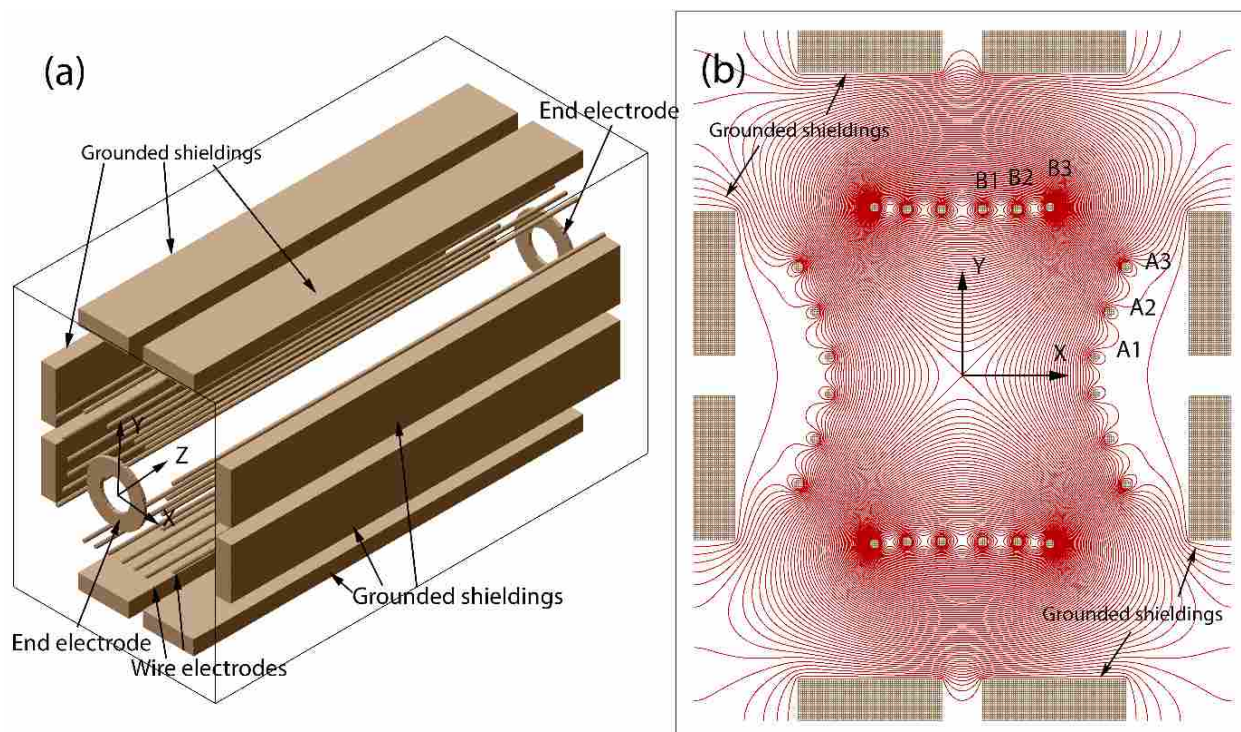 (a)
End electrode
Grounded shieldings
Y
Z
X
Grounded shieldings
End electrode
Wire electrodes
(b)
Grounded shieldings
B1
B2
B3
Y
A3
A2
X
A1
Grounded shieldings